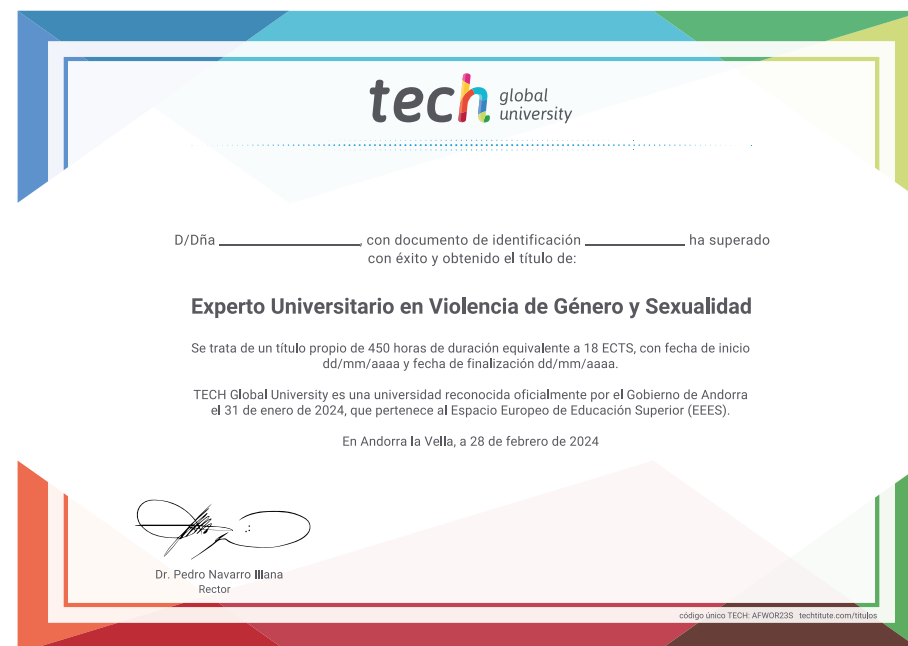 tech global university
D/Dña ______________, con documento de identificación __________ ha superado
con éxito y obtenido el título de:
Experto Universitario en Violencia de Género y Sexualidad
Se trata de un título propio de 450 horas de duración equivalente a 18 ECTS, con fecha de inicio
dd/mm/aaaa y fecha de finalización dd/mm/aaaa.
TECH Global University es una universidad reconocida oficialmente por el Gobierno de Andorra
el 31 de enero de 2024, que pertenece al Espacio Europeo de Educación Superior (EEES).
En Andorra la Vella, a 28 de febrero de 2024
Dr. Pedro Navarro Illana
Rector
código único TECH: AFWOR23S techtitute.com/titulos